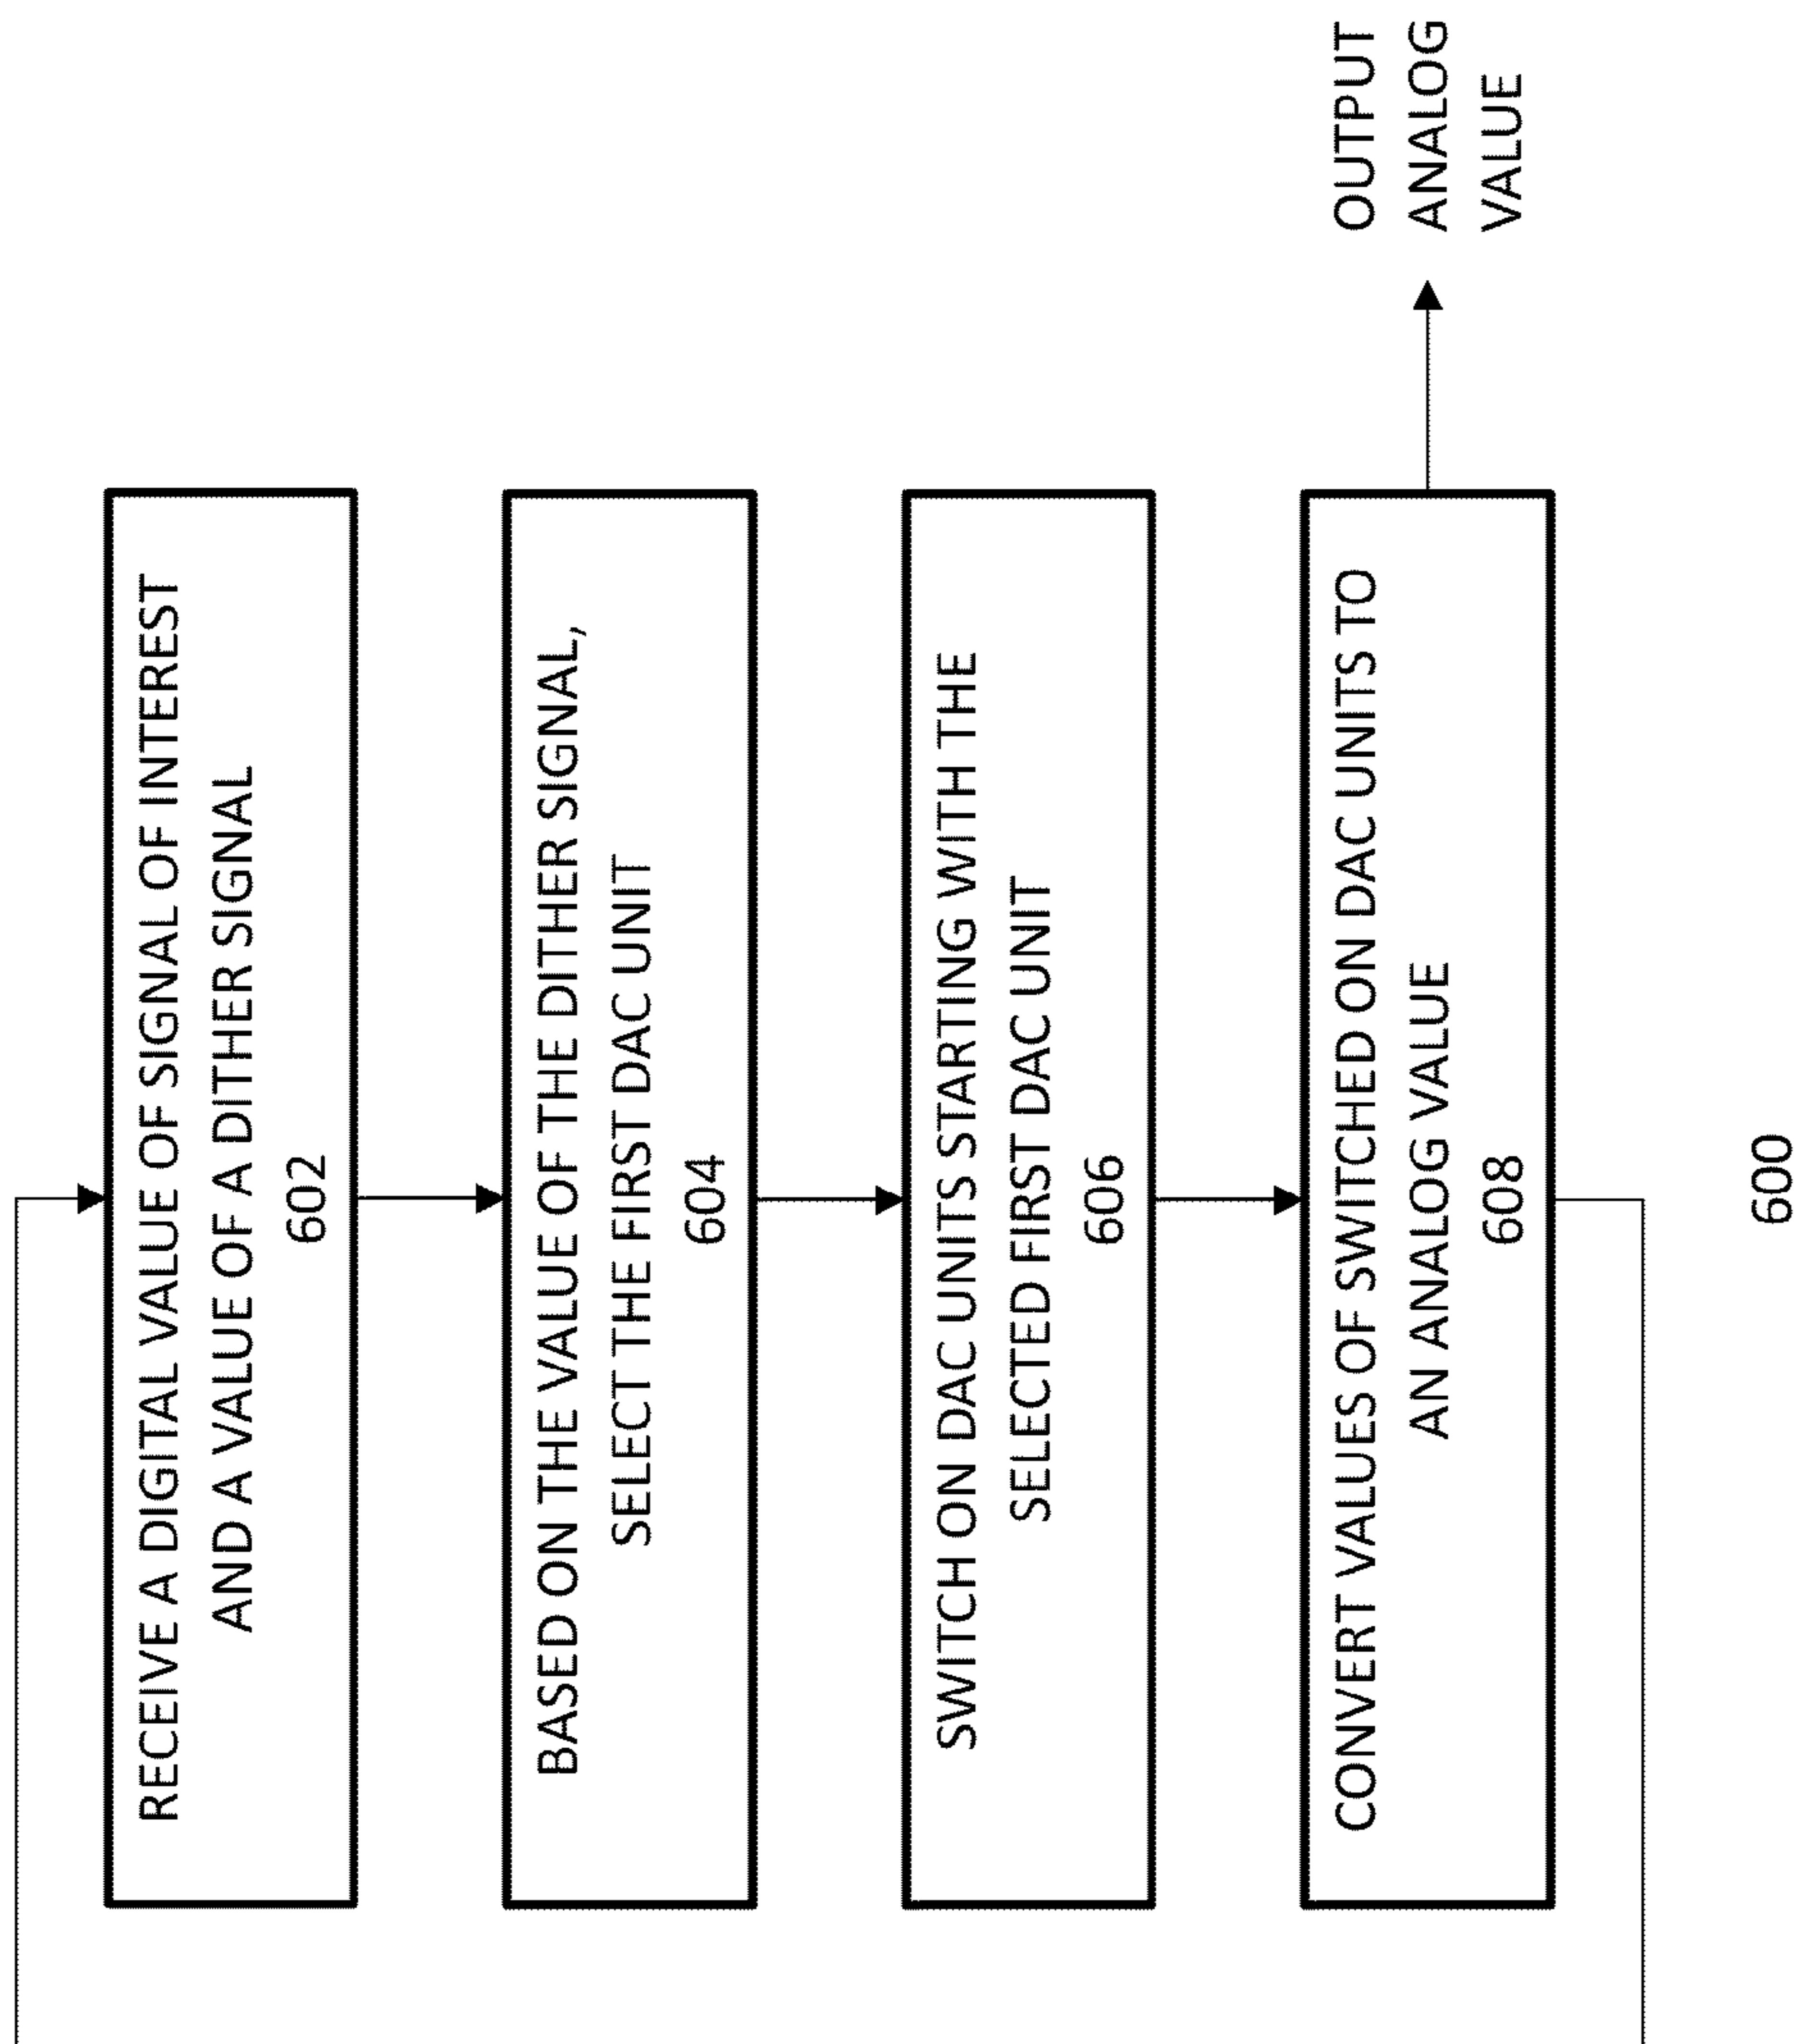 RECEIVE A DIGITAL VALUE OF SIGNAL OF INTEREST
AND A VALUE OF A DITHER SIGNAL
602
BASED ON THE VALUE OF THE DITHER SIGNAL,
SELECT THE FIRST DAC UNIT
604
SWITCH ON DAC UNITS STARTING WITH THE
SELECTED FIRST DAC UNIT
606
CONVERT VALUES OF SWITCHED ON DAC UNITS TO
AN ANALOG VALUE
608
OUTPUT
ANALOG
VALUE
600